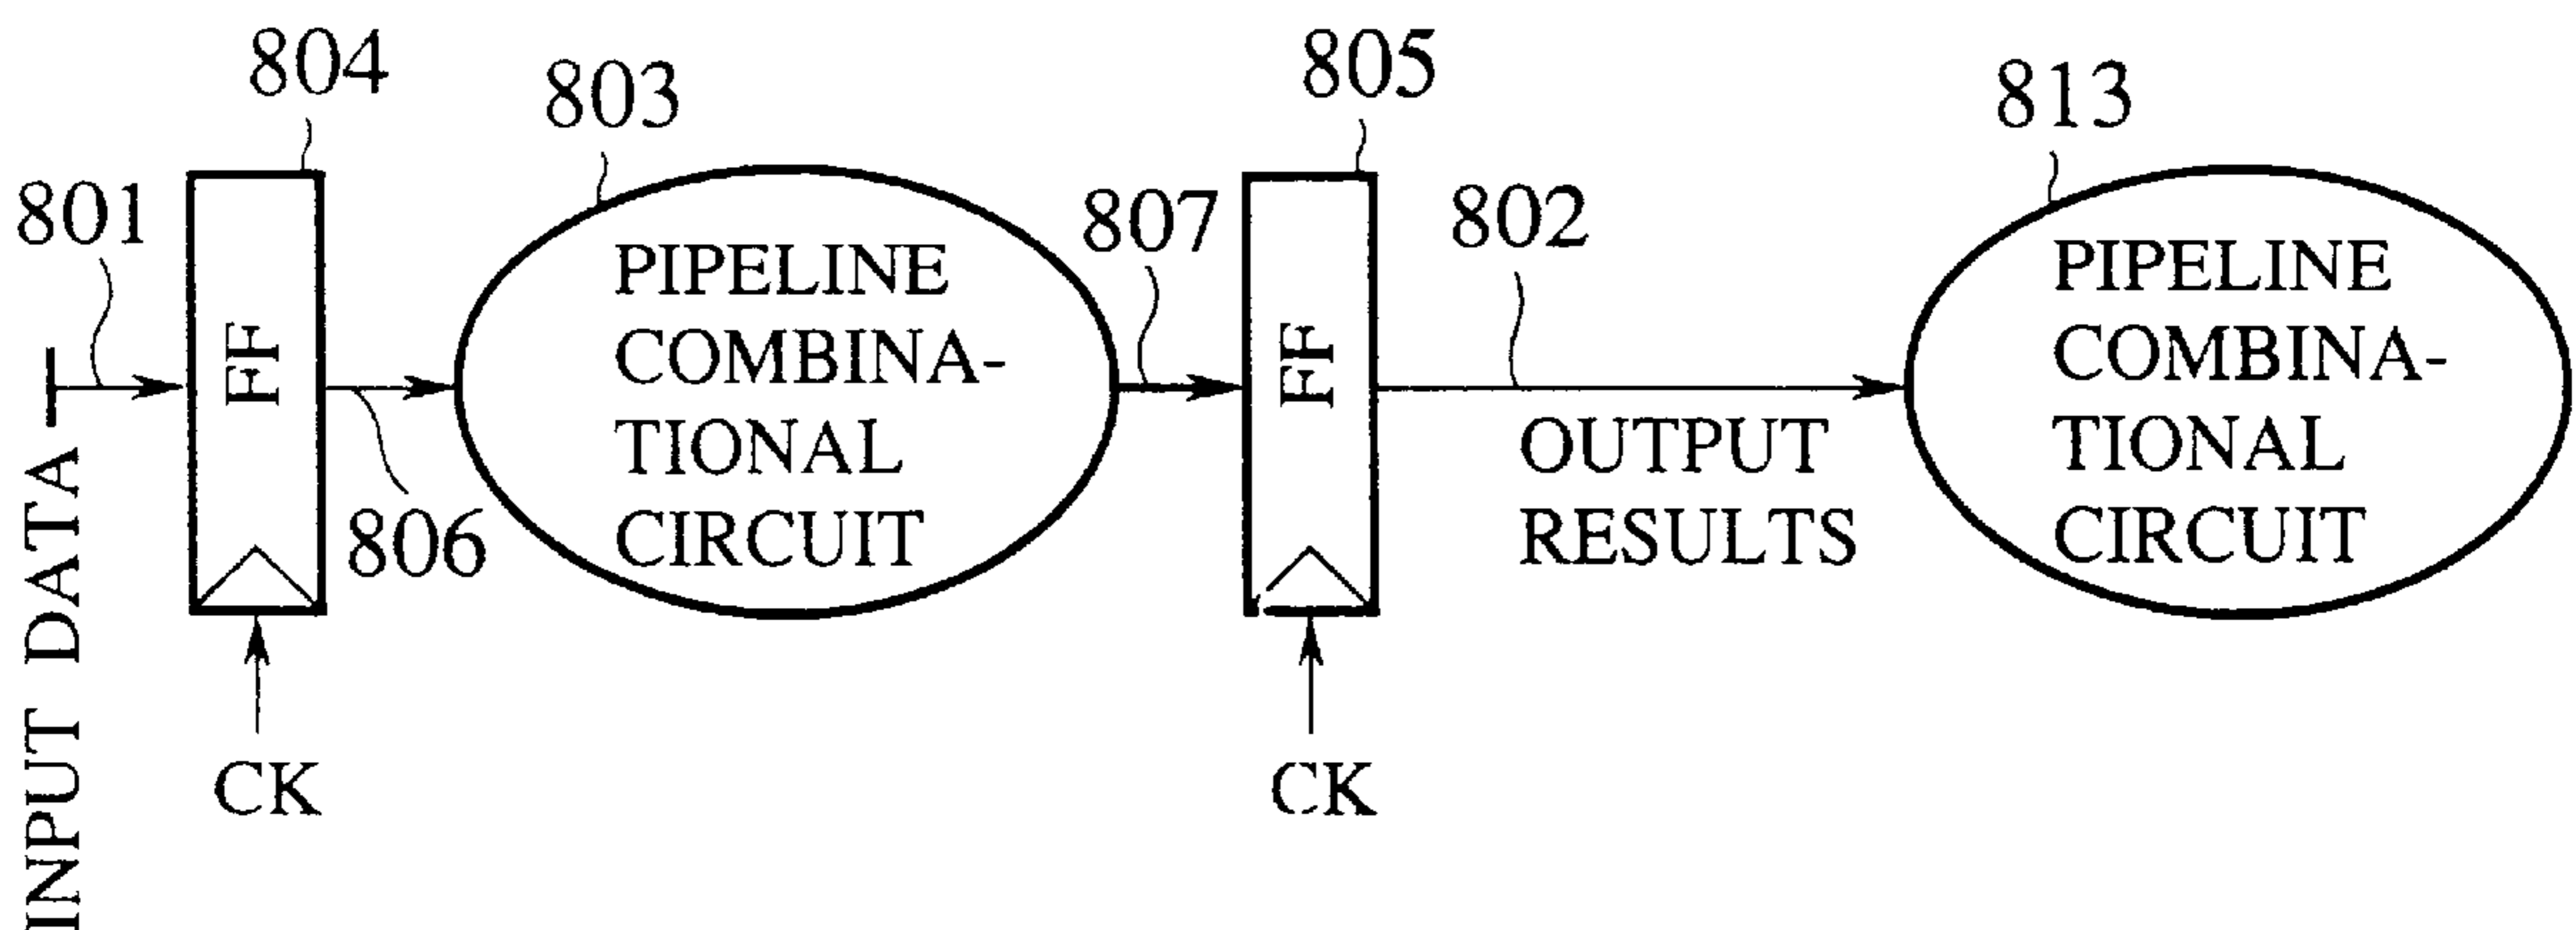 804
803
805
813
801
807
802
FF
PIPELINE
COMBINA-
TIONAL
CIRCUIT
FF
PIPELINE
COMBINA-
TIONAL
CIRCUIT
OUTPUT
RESULTS
806
INPUT DATA
CK
CK